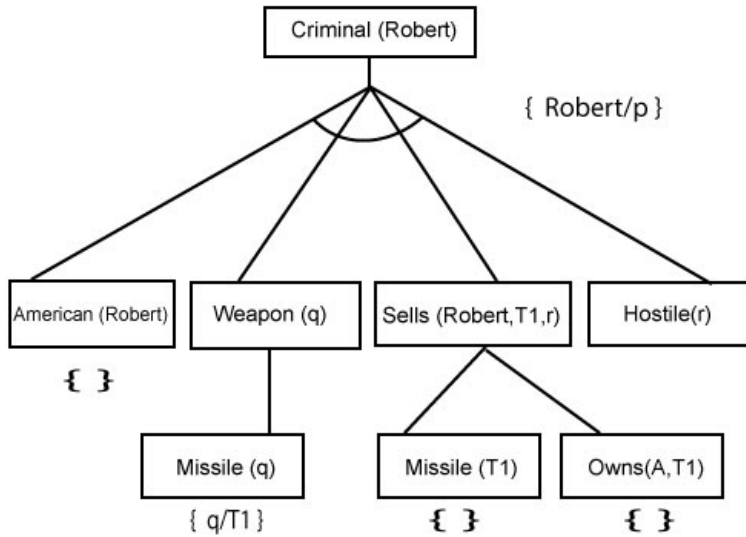 Criminal (Robert)
{ Robert/p }
American (Robert)
Weapon (q)
Sells (Robert,T1,r)
Hostile(r)
{ }
Missile (q)
Missile (T1)
Owns(A,T1)
{ q/T1 }
{ }
{ }